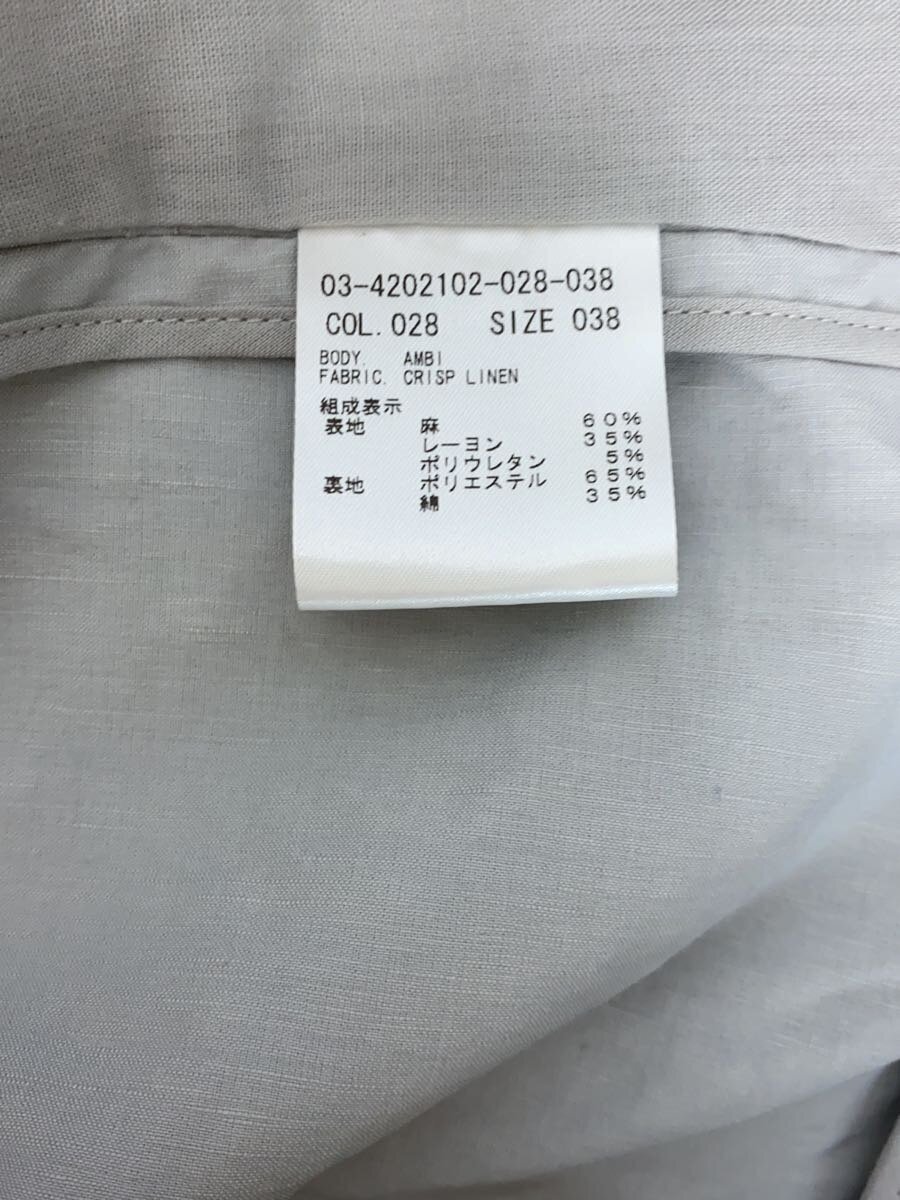 03-4202102-028-038
COL. 028 SIZE 038
BODY. AMBI
FABRIC. CRISP LINEN
組成表示
表地 麻 60%
レーヨン 35%
ポリウレタン 5%
裏地 ポリエステル 65%
綿 35%